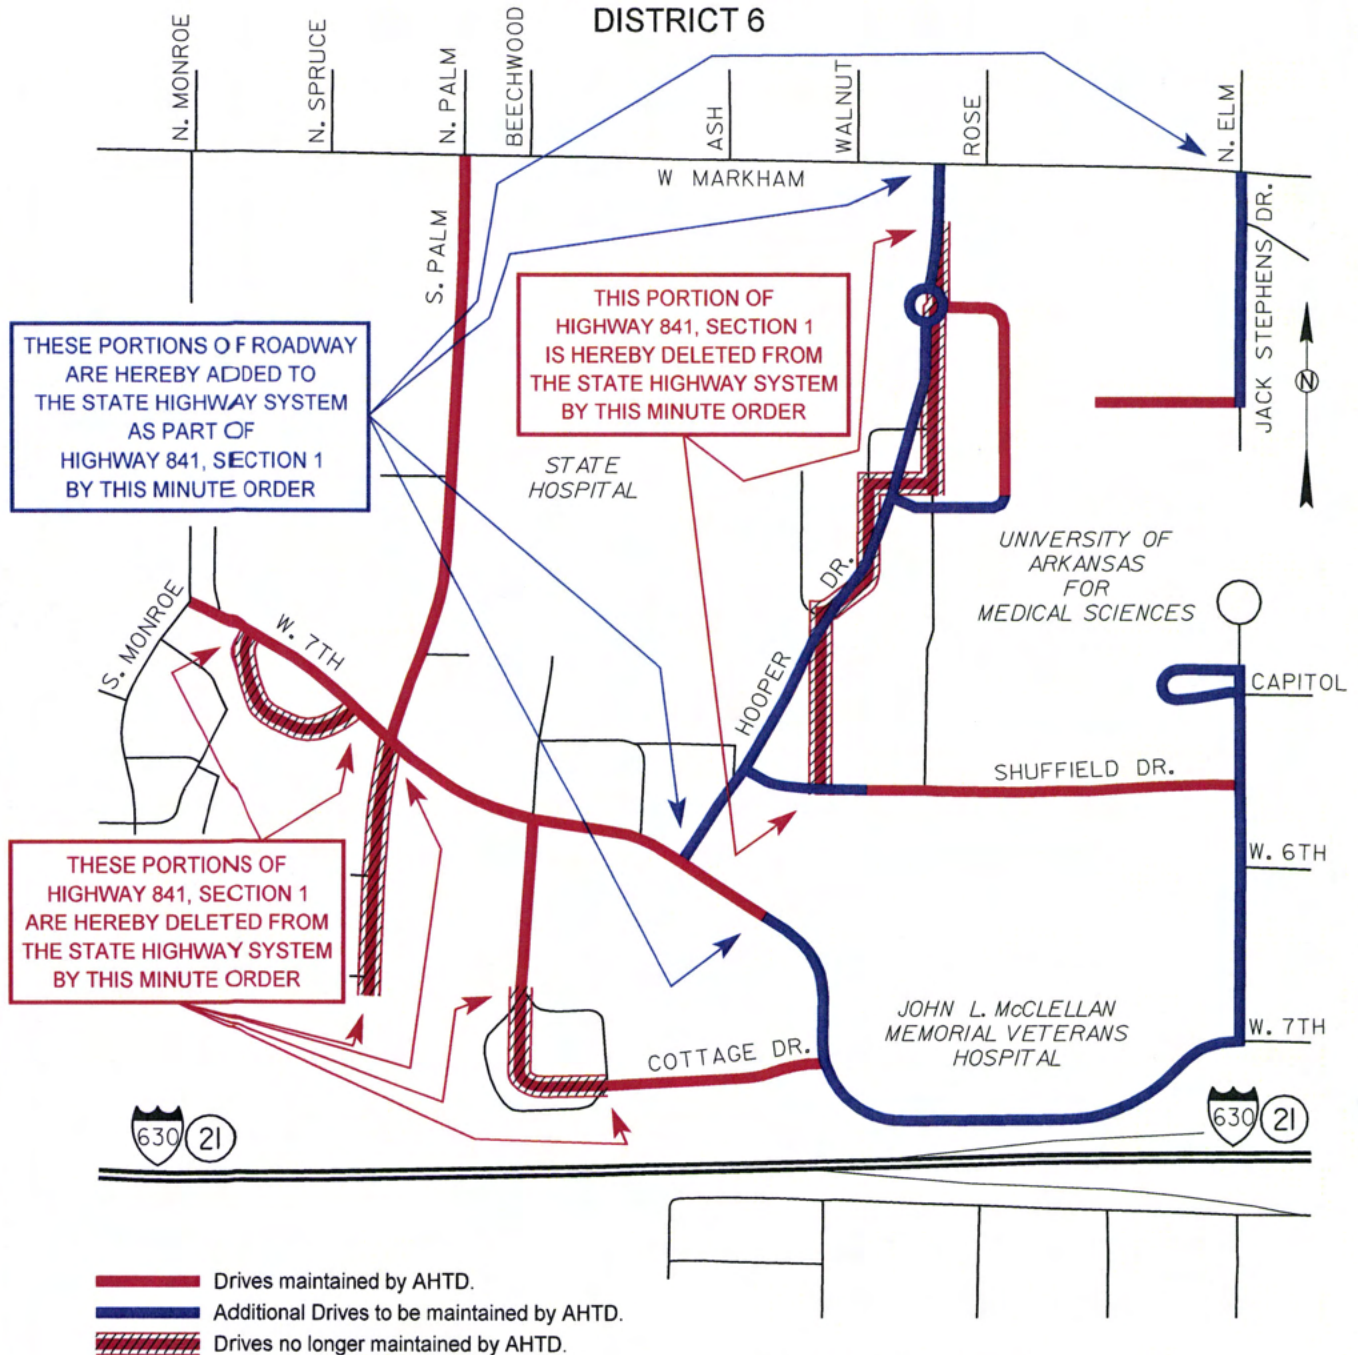 DISTRICT 6
N. MONROE
N. SPRUCE
N. PALM
BEECHWOOD
ASH
WALNUT
ROSE
N. ELM
W MARKHAM
S. PALM
JACK STEPHENS DR.
THESE PORTIONS OF ROADWAY
ARE HEREBY ADDED TO
THE STATE HIGHWAY SYSTEM
AS PART OF
HIGHWAY 841, SECTION 1
BY THIS MINUTE ORDER
THIS PORTION OF
HIGHWAY 841, SECTION 1
IS HEREBY DELETED FROM
THE STATE HIGHWAY SYSTEM
BY THIS MINUTE ORDER
N
STATE
HOSPITAL
UNIVERSITY OF
ARKANSAS
FOR
MEDICAL SCIENCES
S. MONROE
W. 7TH
HOOPER DR.
CAPITOL
SHUFFIELD DR.
W. 6TH
THESE PORTIONS OF
HIGHWAY 841, SECTION 1
ARE HEREBY DELETED FROM
THE STATE HIGHWAY SYSTEM
BY THIS MINUTE ORDER
JOHN L. McCLELLAN
MEMORIAL VETERANS
HOSPITAL
W. 7TH
COTTAGE DR.
630 21
630 21
Drives maintained by AHTD.
Additional Drives to be maintained by AHTD.
Drives no longer maintained by AHTD.